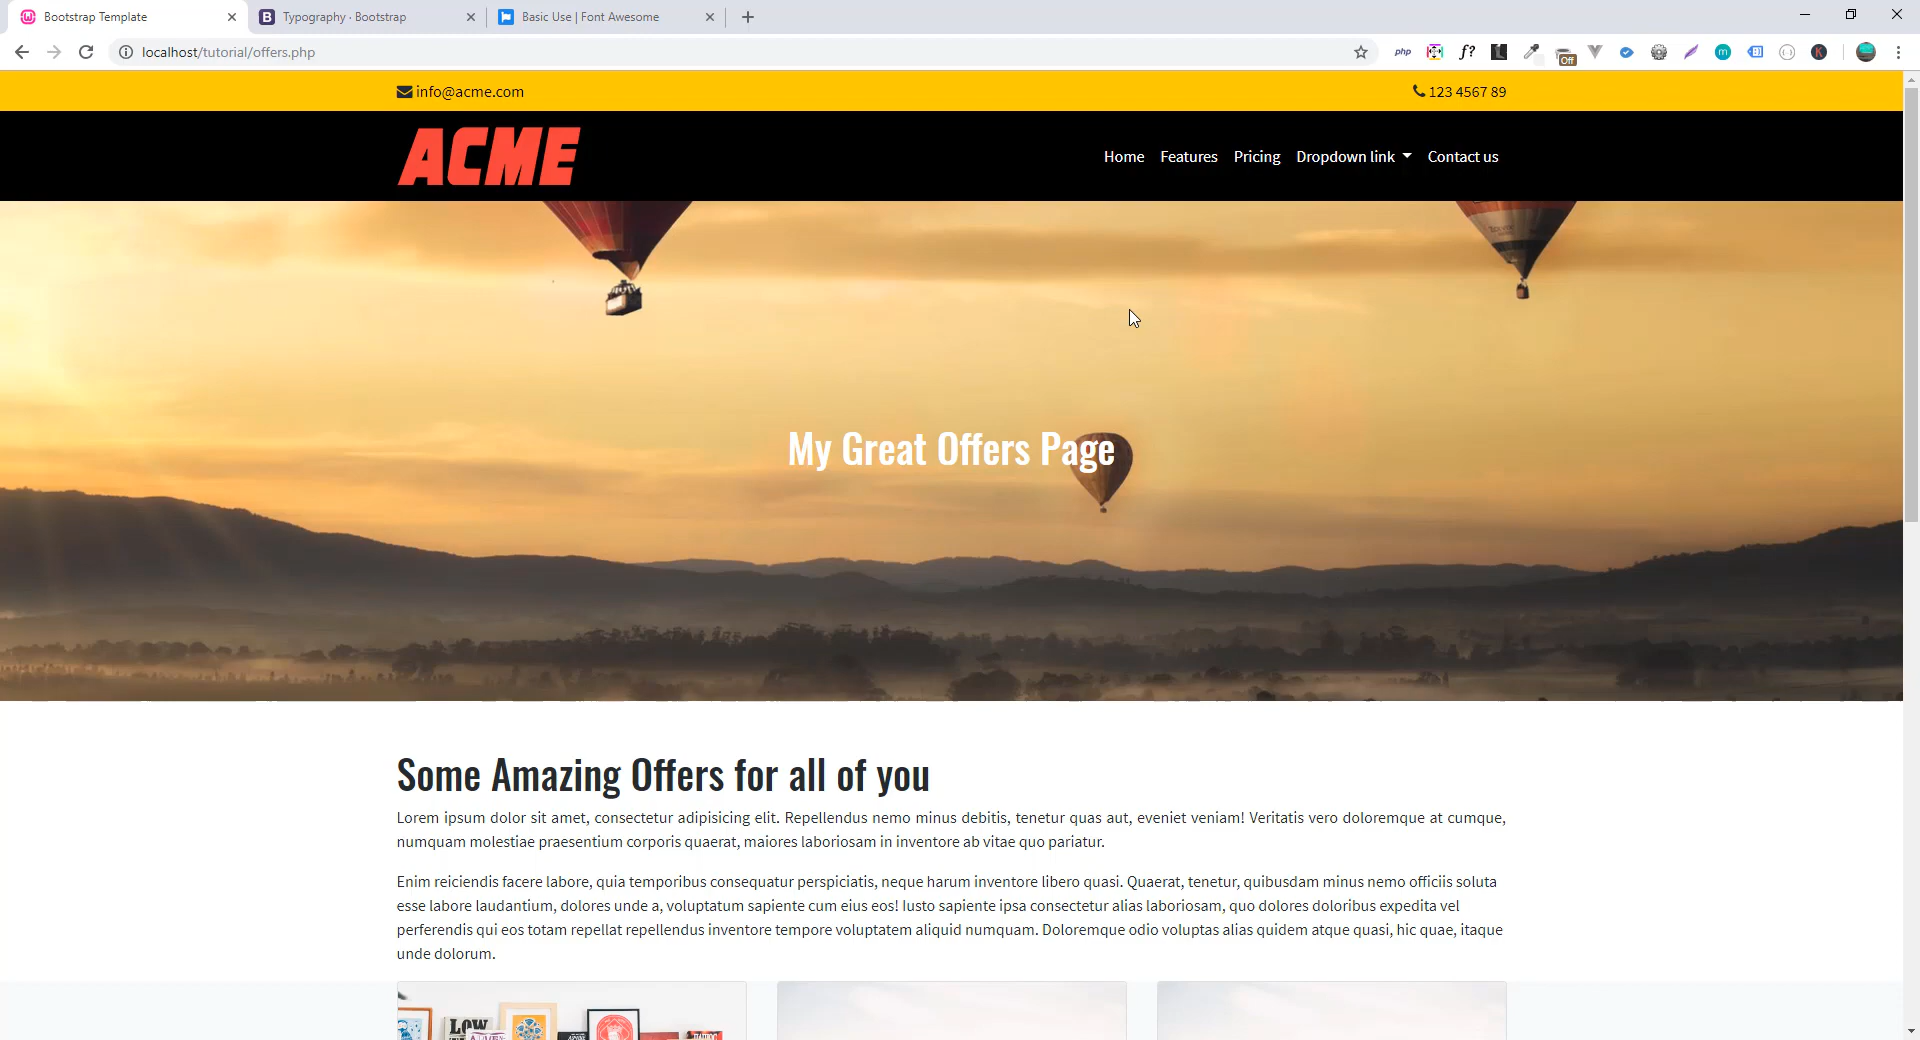 Bootstrap Template
Typography · Bootstrap
Basic Use | Font Awesome
localhost/tutorial/offers.php
php
f?
Off
m
K
info@acme.com
123 4567 89
ACME
Home
Features
Pricing
Dropdown link
Contact us
My Great Offers Page
Some Amazing Offers for all of you
Lorem ipsum dolor sit amet, consectetur adipisicing elit. Repellendus nemo minus debitis, tenetur quas aut, eveniet veniam! Veritatis vero doloremque at cumque,
numquam molestiae praesentium corporis quaerat, maiores laboriosam in inventore ab vitae quo pariatur.
Enim reiciendis facere labore, quia temporibus consequatur perspiciatis, neque harum inventore libero quasi. Quaerat, tenetur, quibusdam minus nemo officiis soluta
esse labore laudantium, dolores unde a, voluptatum sapiente cum eius eos! Iusto sapiente ipsa consectetur alias laboriosam, quo dolores doloribus expedita vel
perferendis qui eos totam repellat repellendus inventore tempore voluptatem aliquid numquam. Doloremque odio voluptas alias quidem atque quasi, hic quae, itaque
unde dolorum.
LOW